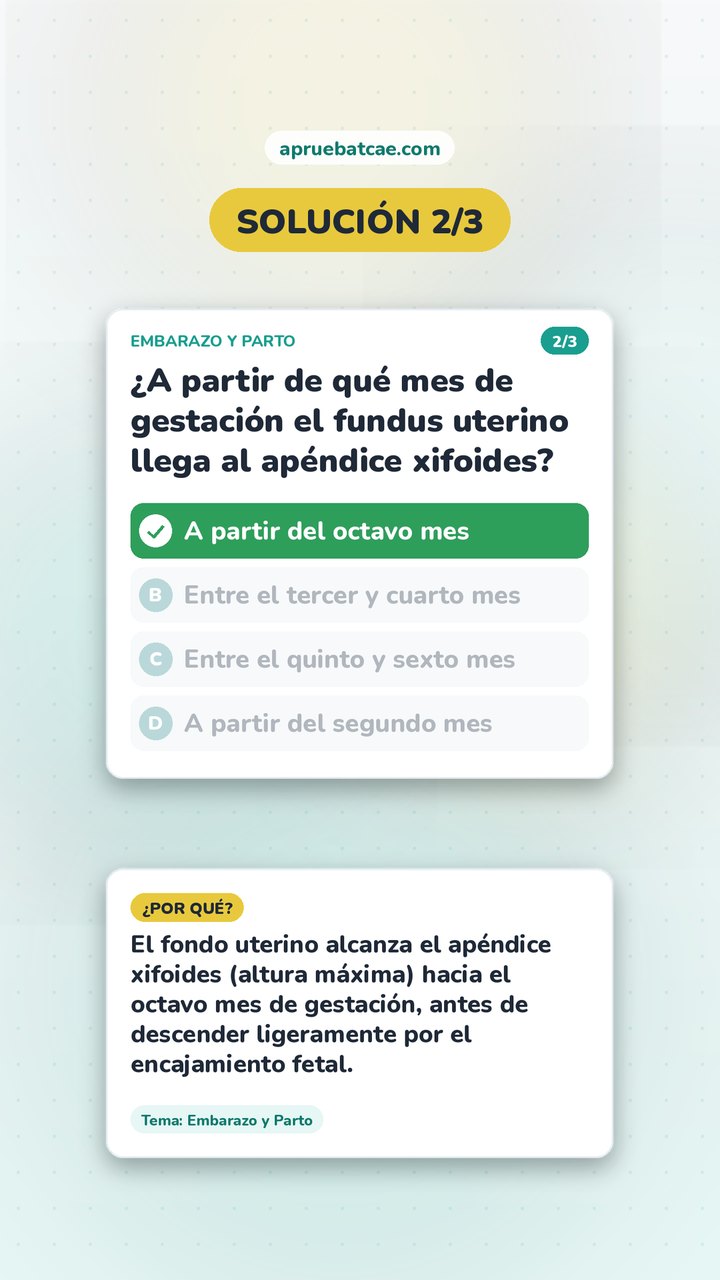 apruebatcae.com
SOLUCIÓN 2/3
EMBARAZO Y PARTO
2/3
¿A partir de qué mes de
gestación el fundus uterino
llega al apéndice xifoides?
A partir del octavo mes
B Entre el tercer y cuarto mes
C Entre el quinto y sexto mes
D A partir del segundo mes
¿POR QUÉ?
El fondo uterino alcanza el apéndice
xifoides (altura máxima) hacia el
octavo mes de gestación, antes de
descender ligeramente por el
encajamiento fetal.
Tema: Embarazo y Parto